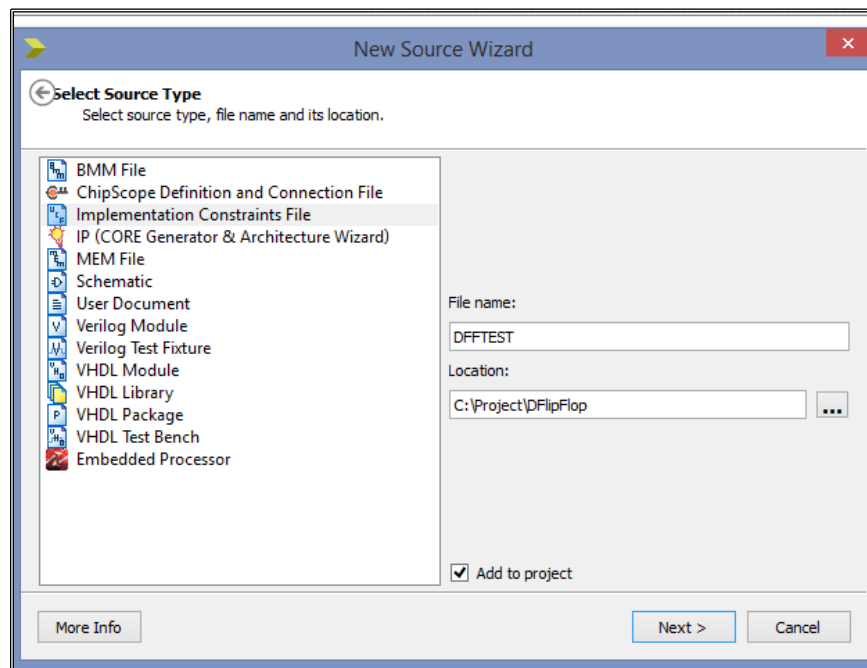 New Source Wizard
Select Source Type
Select source type, file name and its location.
BMM File
ChipScope Definition and Connection File
Implementation Constraints File
IP (CORE Generator & Architecture Wizard)
MEM File
Schematic
User Document
Verilog Module
Verilog Test Fixture
VHDL Module
VHDL Library
VHDL Package
VHDL Test Bench
Embedded Processor
File name:
DFFTEST
Location:
C:\Project\DFlipFlop
...
Add to project
More Info
Next >
Cancel